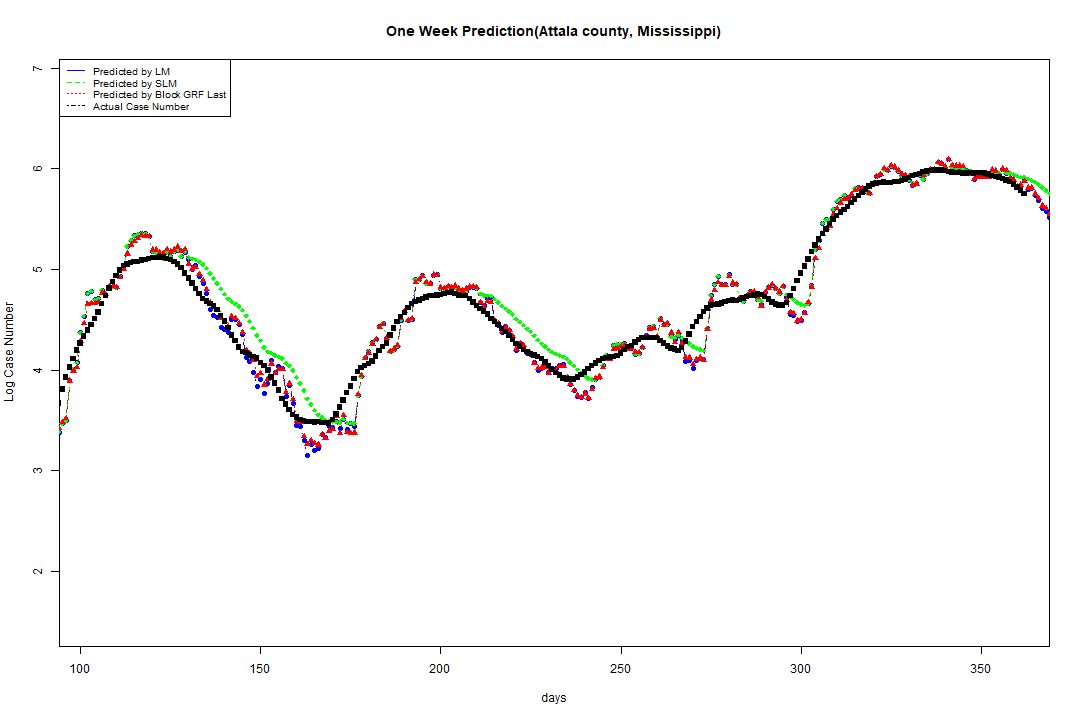 One Week Prediction(Attala county, Mississippi)
Predicted by LM
Predicted by SLM
Predicted by Block GRF Last
Actual Case Number
Log Case Number
7
6
5
4
3
2
100 150 200 250 300 350
days